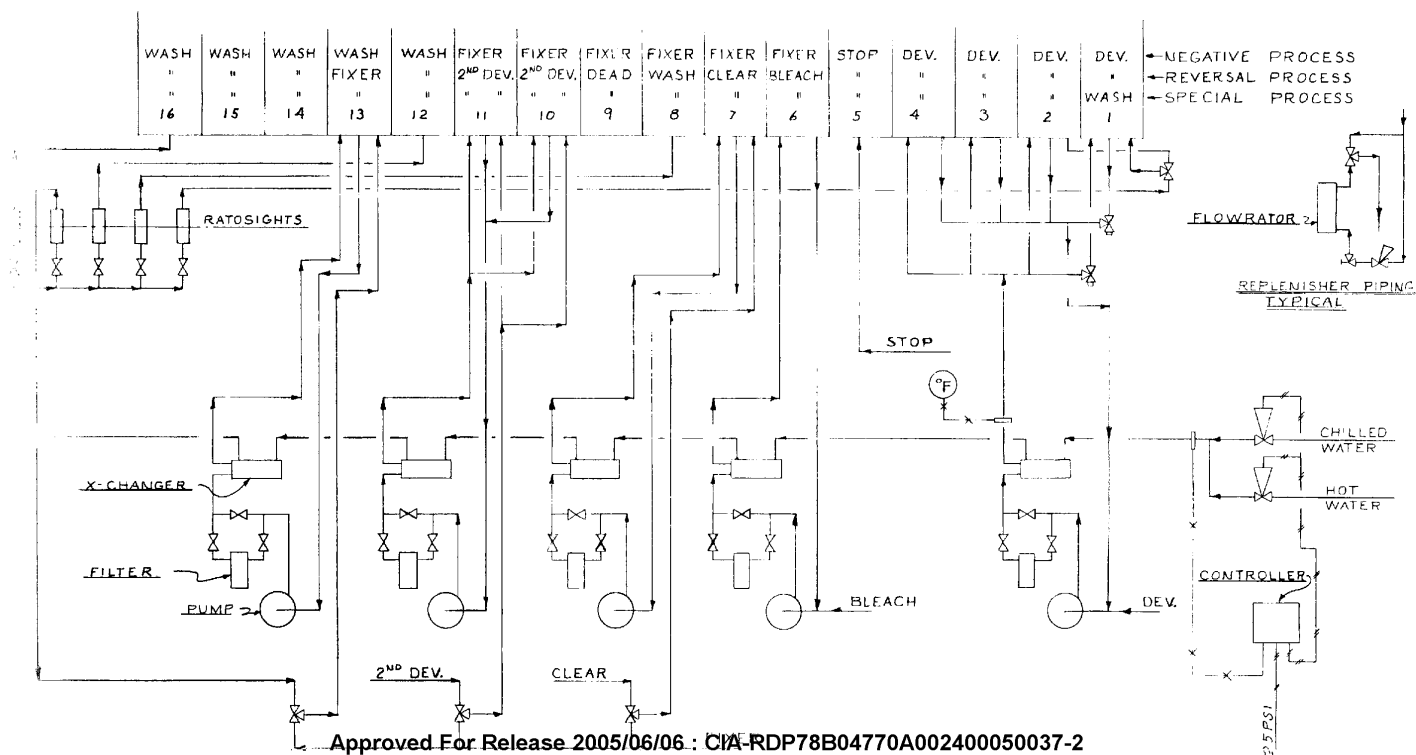 WASH WASH WASH WASH WASH FIXER FIXER FIXER FIXER FIXER FIXER STOP DEV. DEV. DEV. DEV. ←NEGATIVE PROCESS
" " " FIXER " 2ND DEV. 2ND DEV. DEAD WASH CLEAR BLEACH " " " " " ←REVERSAL PROCESS
" " " " " " " " " " " " " " " " " " WASH ←SPECIAL PROCESS
16 15 14 13 12 11 10 9 8 7 6 5 4 3 2 1
RATOSIGHTS
FLOWRATOR
REPLENISHER PIPING
TYPICAL
STOP
°F
CHILLED
WATER
X-CHANGER
HOT
WATER
FILTER
CONTROLLER
PUMP
BLEACH
DEV.
2ND DEV.
CLEAR
25 PSI
Approved For Release 2005/06/06 : CIA-RDP78B04770A002400050037-2